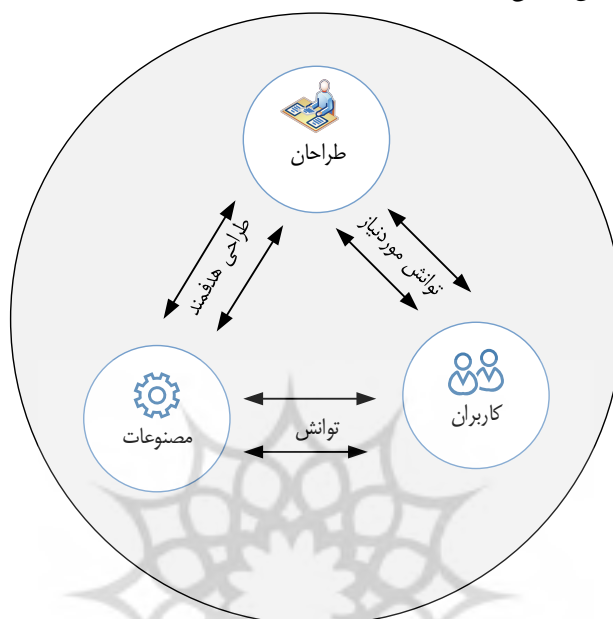 طراحان
طراحی هدفمند
توانش موردنیاز
کاربران
توانش
مصنوعات